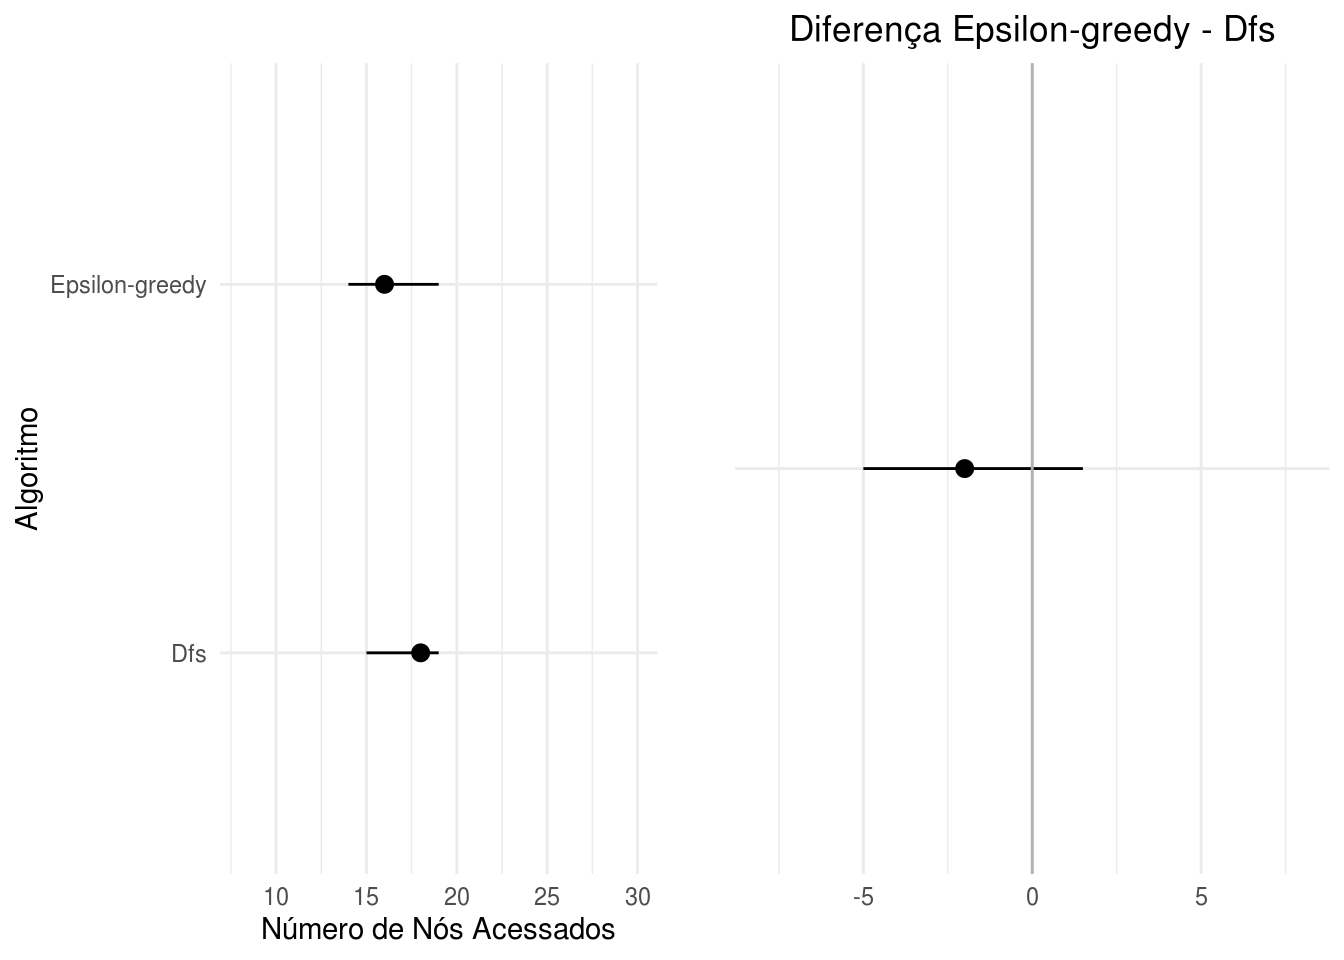 Diferença Epsilon-greedy - Dfs
Algoritmo
Epsilon-greedy
Dfs
10 15 20 25 30
Número de Nós Acessados
-5 0 5